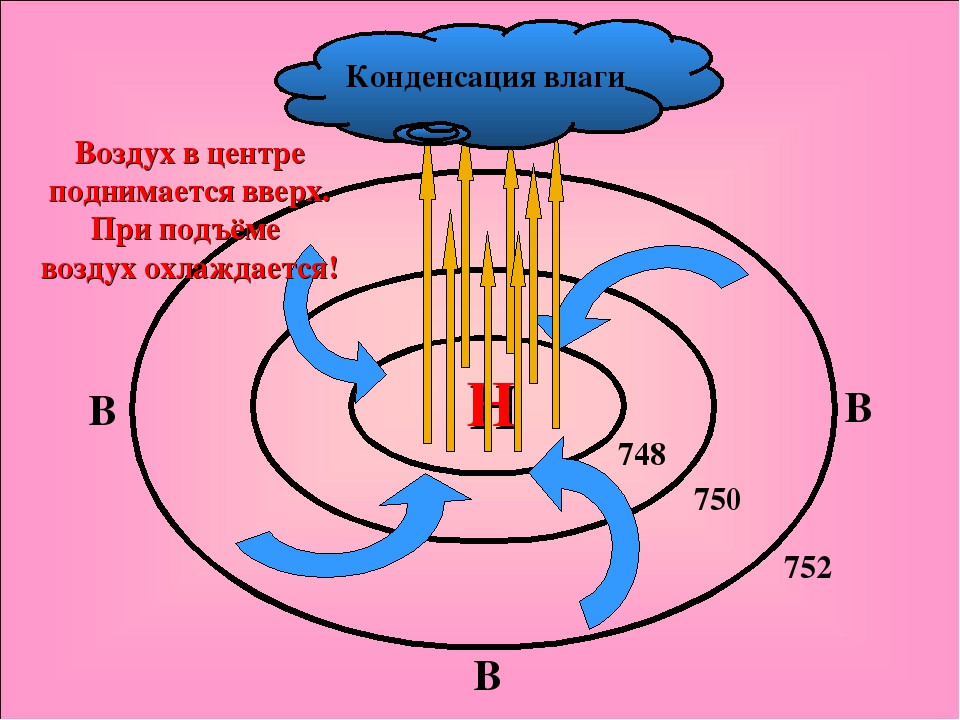 Конденсация влаги
Воздух в центре
поднимается вверх.
При подъёме
воздух охлаждается!
Н
В
В
748
750
752
В